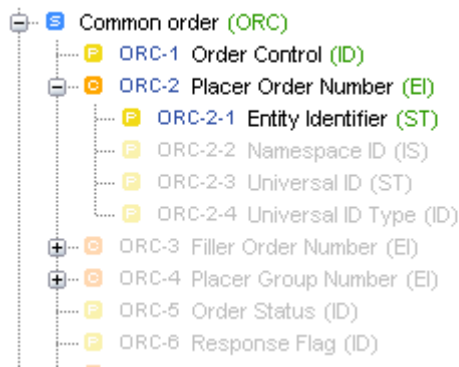 S Common order (ORC)
P ORC-1 Order Control (ID)
C ORC-2 Placer Order Number (EI)
P ORC-2-1 Entity Identifier (ST)
P ORC-2-2 Namespace ID (IS)
P ORC-2-3 Universal ID (ST)
P ORC-2-4 Universal ID Type (ID)
C ORC-3 Filler Order Number (EI)
C ORC-4 Placer Group Number (EI)
P ORC-5 Order Status (ID)
P ORC-6 Response Flag (ID)